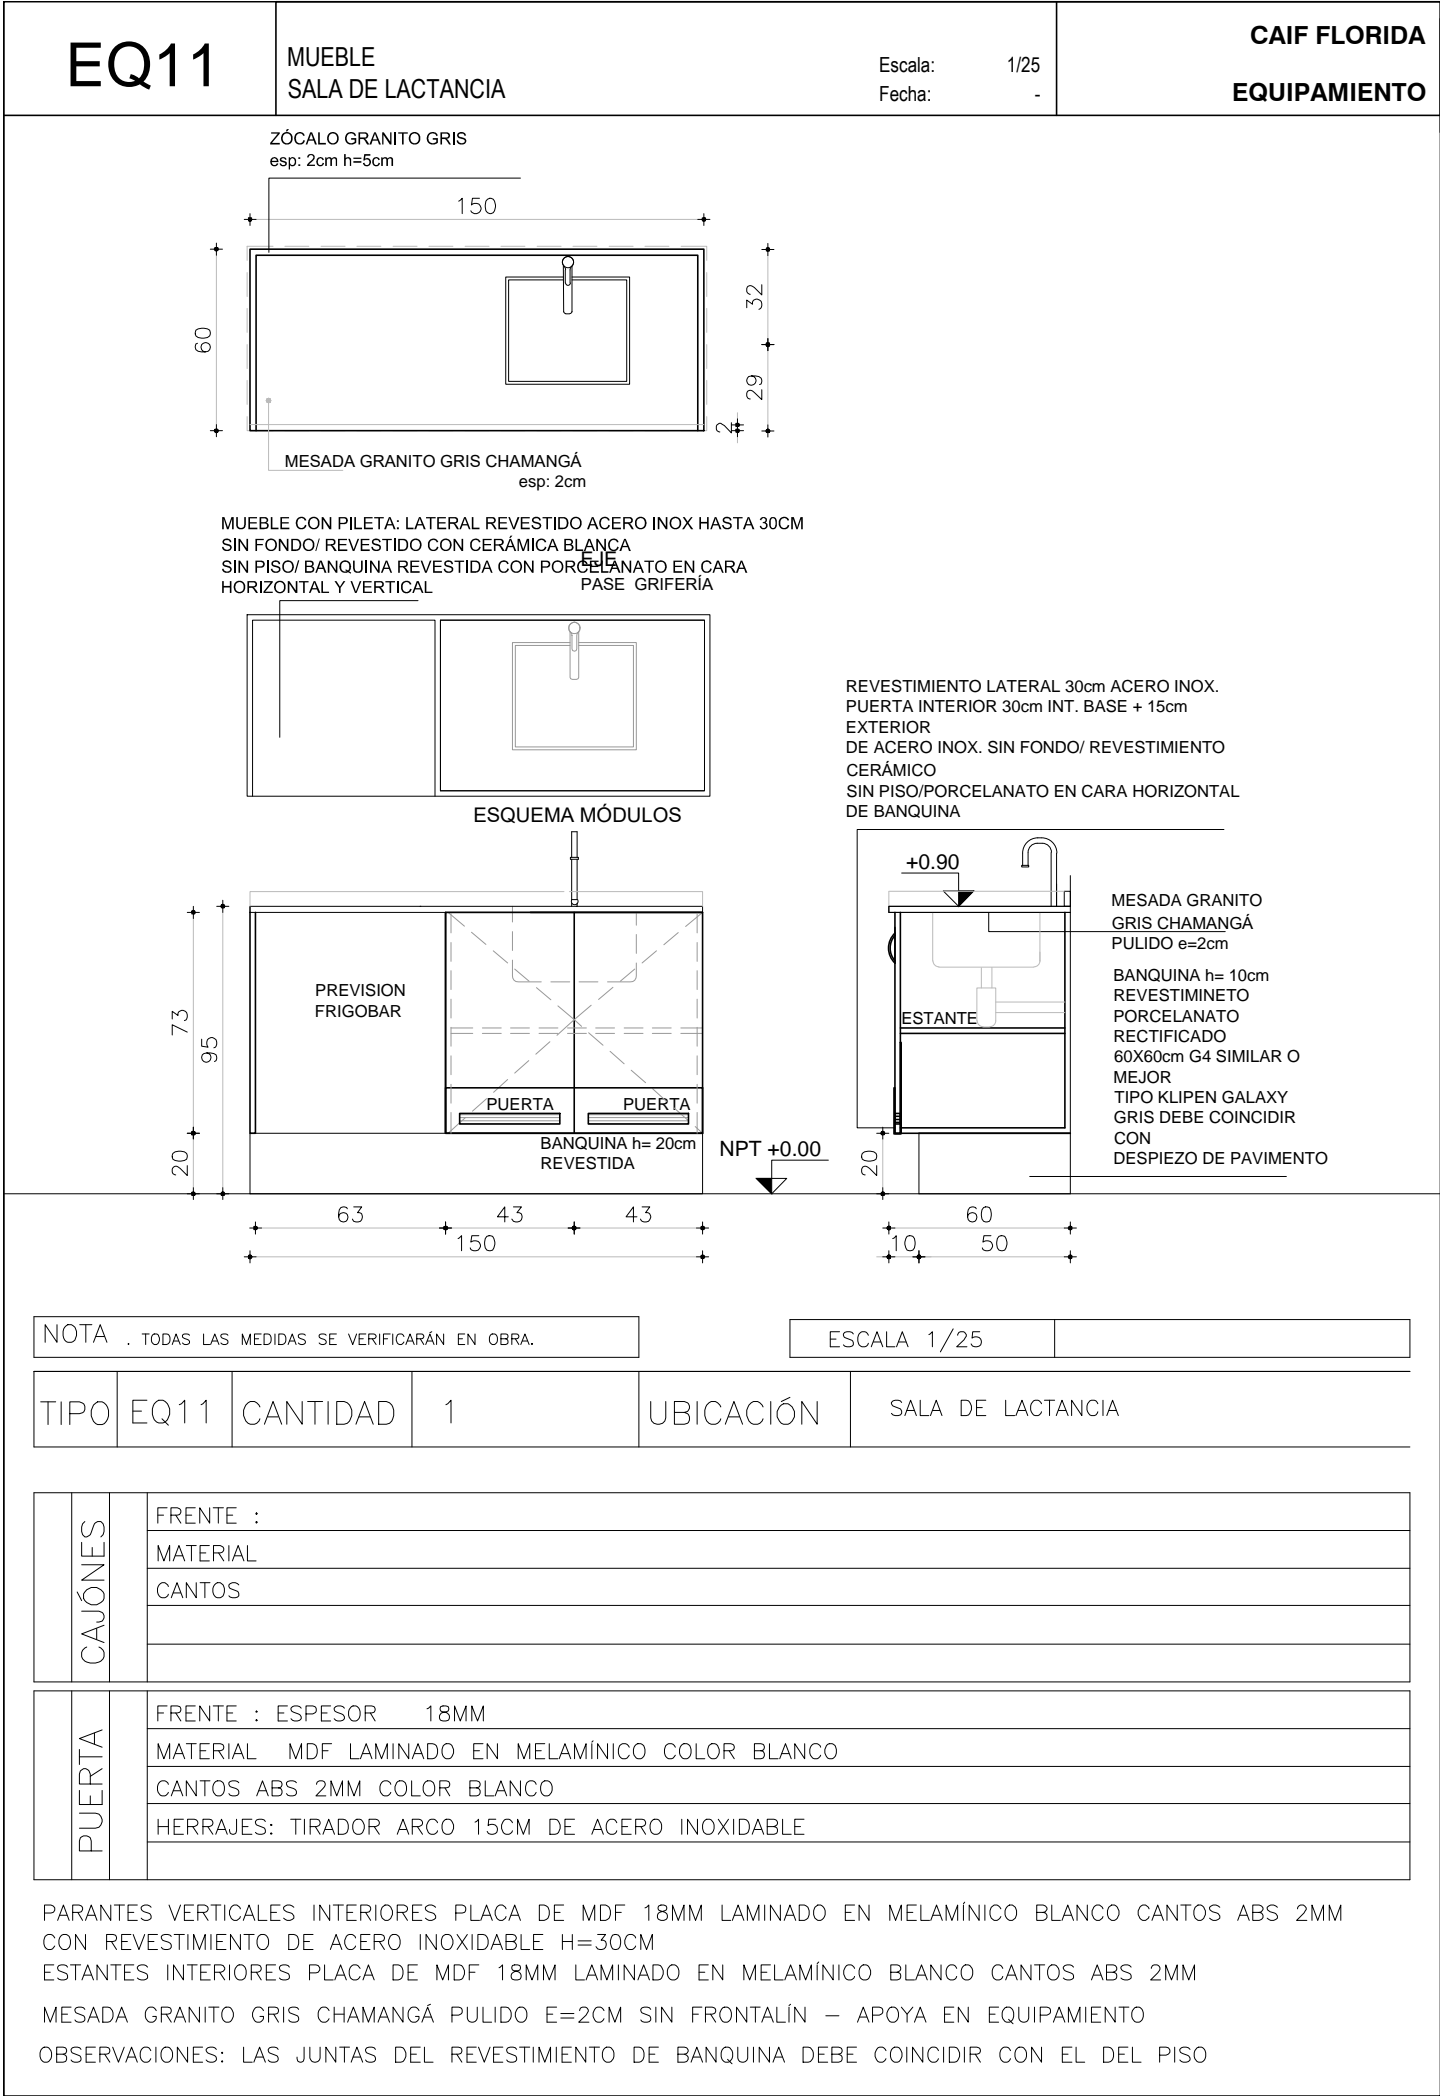 EQ11
MUEBLE
SALA DE LACTANCIA
Escala: 1/25
Fecha: -
CAIF FLORIDA
EQUIPAMIENTO
ZÓCALO GRANITO GRIS
esp: 2cm h=5cm
150
60
32
29
2
MESADA GRANITO GRIS CHAMANGÁ
esp: 2cm
MUEBLE CON PILETA: LATERAL REVESTIDO ACERO INOX HASTA 30CM
SIN FONDO/ REVESTIDO CON CERÁMICA BLANCA
SIN PISO/ BANQUINA REVESTIDA CON PORCELANATO EN CARA
HORIZONTAL Y VERTICAL
EJE
PASE GRIFERÍA
ESQUEMA MÓDULOS
REVESTIMIENTO LATERAL 30cm ACERO INOX.
PUERTA INTERIOR 30cm INT. BASE + 15cm
EXTERIOR
DE ACERO INOX. SIN FONDO/ REVESTIMIENTO
CERÁMICO
SIN PISO/PORCELANATO EN CARA HORIZONTAL
DE BANQUINA
+0.90
MESADA GRANITO
GRIS CHAMANGÁ
PULIDO e=2cm
BANQUINA h= 10cm
REVESTIMINETO
PORCELANATO
RECTIFICADO
60X60cm G4 SIMILAR O
MEJOR
TIPO KLIPEN GALAXY
GRIS DEBE COINCIDIR
CON
DESPIEZO DE PAVIMENTO
PREVISION
FRIGOBAR
ESTANTE
73
95
20
PUERTA PUERTA
BANQUINA h= 20cm
REVESTIDA
NPT +0.00
20
63 43 43
150
60
10 50
NOTA . TODAS LAS MEDIDAS SE VERIFICARÁN EN OBRA.
ESCALA 1/25
TIPO EQ11 CANTIDAD 1 UBICACIÓN SALA DE LACTANCIA
CAJÓNES
FRENTE :
MATERIAL
CANTOS
PUERTA
FRENTE : ESPESOR 18MM
MATERIAL MDF LAMINADO EN MELAMÍNICO COLOR BLANCO
CANTOS ABS 2MM COLOR BLANCO
HERRAJES: TIRADOR ARCO 15CM DE ACERO INOXIDABLE
PARANTES VERTICALES INTERIORES PLACA DE MDF 18MM LAMINADO EN MELAMÍNICO BLANCO CANTOS ABS 2MM
CON REVESTIMIENTO DE ACERO INOXIDABLE H=30CM
ESTANTES INTERIORES PLACA DE MDF 18MM LAMINADO EN MELAMÍNICO BLANCO CANTOS ABS 2MM
MESADA GRANITO GRIS CHAMANGÁ PULIDO E=2CM SIN FRONTALÍN – APOYA EN EQUIPAMIENTO
OBSERVACIONES: LAS JUNTAS DEL REVESTIMIENTO DE BANQUINA DEBE COINCIDIR CON EL DEL PISO